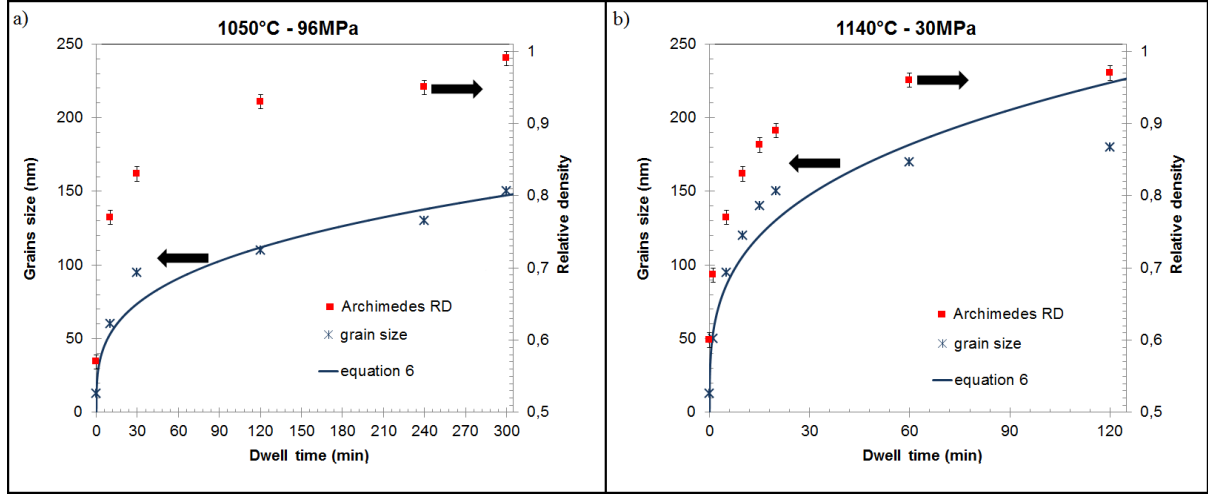 a)
1050°C - 96MPa
250
200
150
100
50
0
Grains size (nm)
1
0,9
0,8
0,7
0,6
0,5
Relative density
Archimedes RD
grain size
equation 6
0 30 60 90 120 150 180 210 240 270 300
Dwell time (min)
b)
1140°C - 30MPa
250
200
150
100
50
0
Grains size (nm)
1
0,9
0,8
0,7
0,6
0,5
Relative density
Archimedes RD
grain size
equation 6
0 30 60 90 120
Dwell time (min)